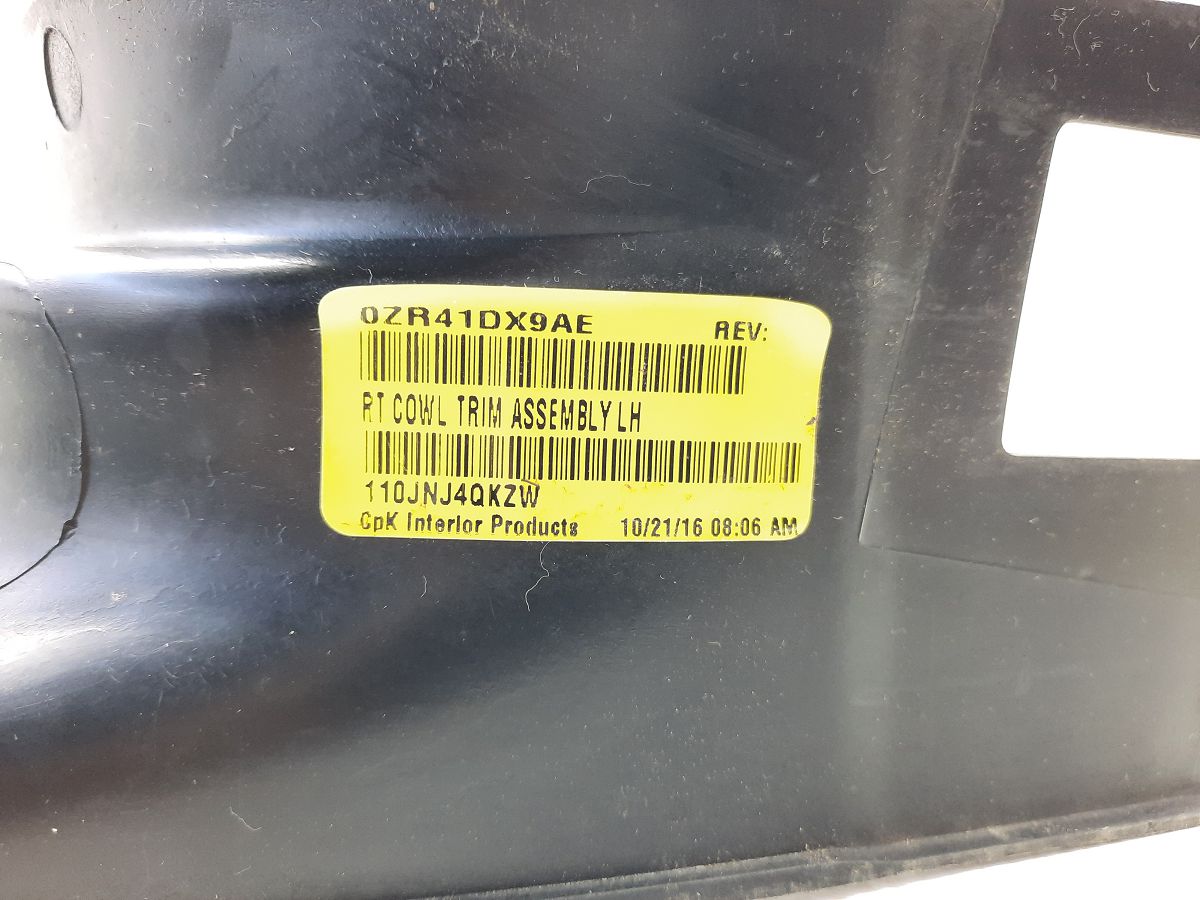 0ZR41DX9AE REV:
RT COWL TRIM ASSEMBLY LH
110JNJ4QKZW
CpK Interior Products 10/21/16 08:06 AM